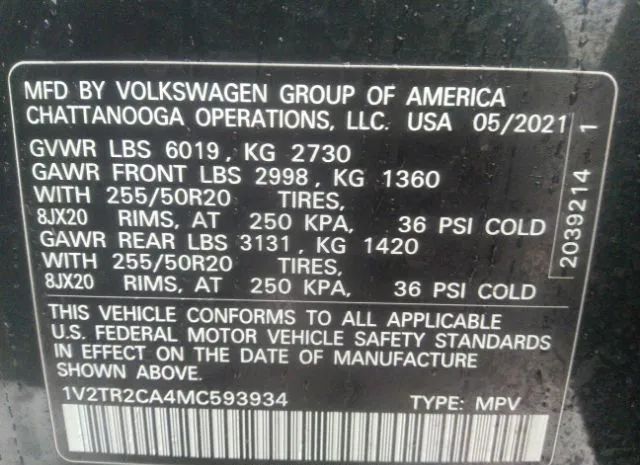 MFD BY VOLKSWAGEN GROUP OF AMERICA
CHATTANOOGA OPERATIONS, LLC. USA 05/2021
GVWR LBS 6019, KG 2730
GAWR FRONT LBS 2998, KG 1360
WITH 255/50R20 TIRES,
8JX20 RIMS, AT 250 KPA, 36 PSI COLD
GAWR REAR LBS 3131, KG 1420
WITH 255/50R20 TIRES,
8JX20 RIMS, AT 250 KPA, 36 PSI COLD
THIS VEHICLE CONFORMS TO ALL APPLICABLE
U.S. FEDERAL MOTOR VEHICLE SAFETY STANDARDS
IN EFFECT ON THE DATE OF MANUFACTURE
SHOWN ABOVE.
1V2TR2CA4MC593934 TYPE: MPV
2039214 1